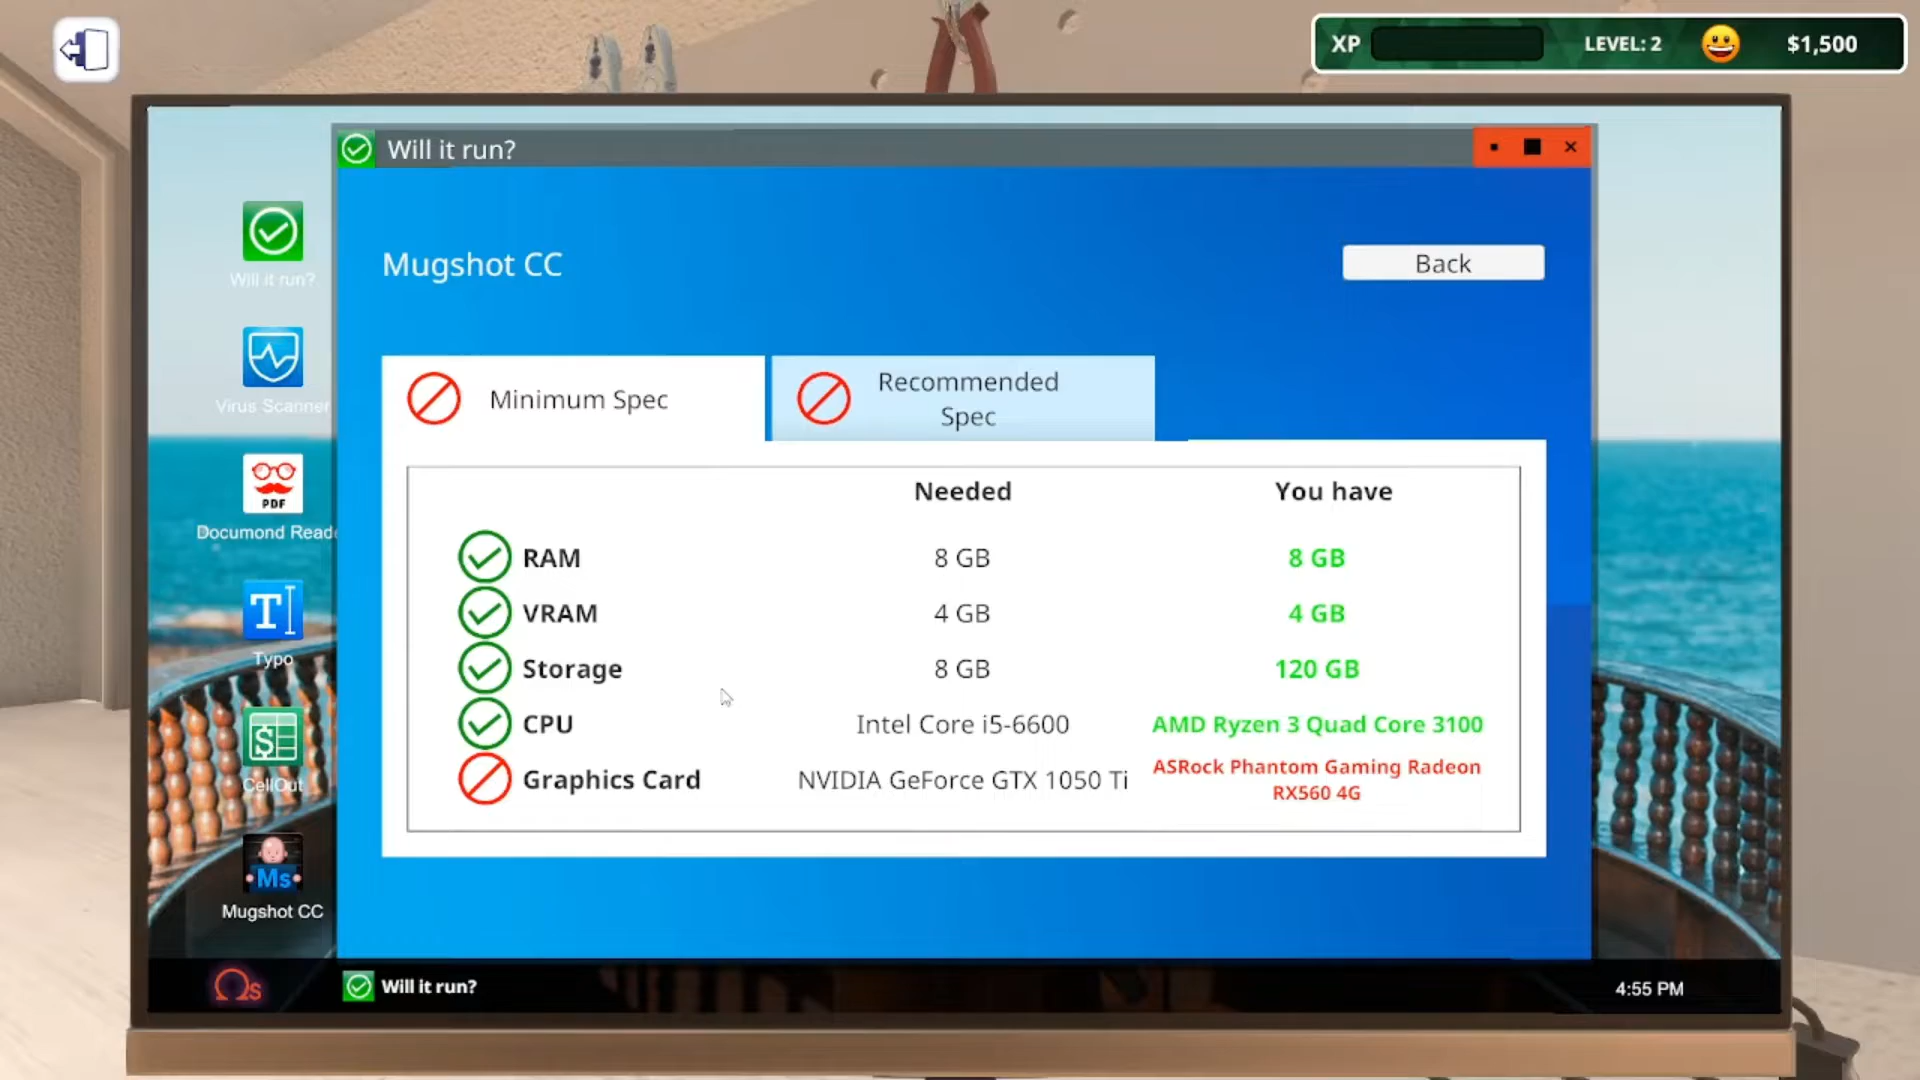 XP
LEVEL: 2
$1,500
Will it run?
Will it run?
Virus Scanner
PDF
Documond Reade
T
Typo
$
CellOut
Ms
Mugshot CC
Mugshot CC
Back
Minimum Spec
Recommended
Spec
Needed
You have
RAM
8 GB
8 GB
VRAM
4 GB
4 GB
Storage
8 GB
120 GB
CPU
Intel Core i5-6600
AMD Ryzen 3 Quad Core 3100
Graphics Card
NVIDIA GeForce GTX 1050 Ti
ASRock Phantom Gaming Radeon
RX560 4G
Ωs
Will it run?
4:55 PM